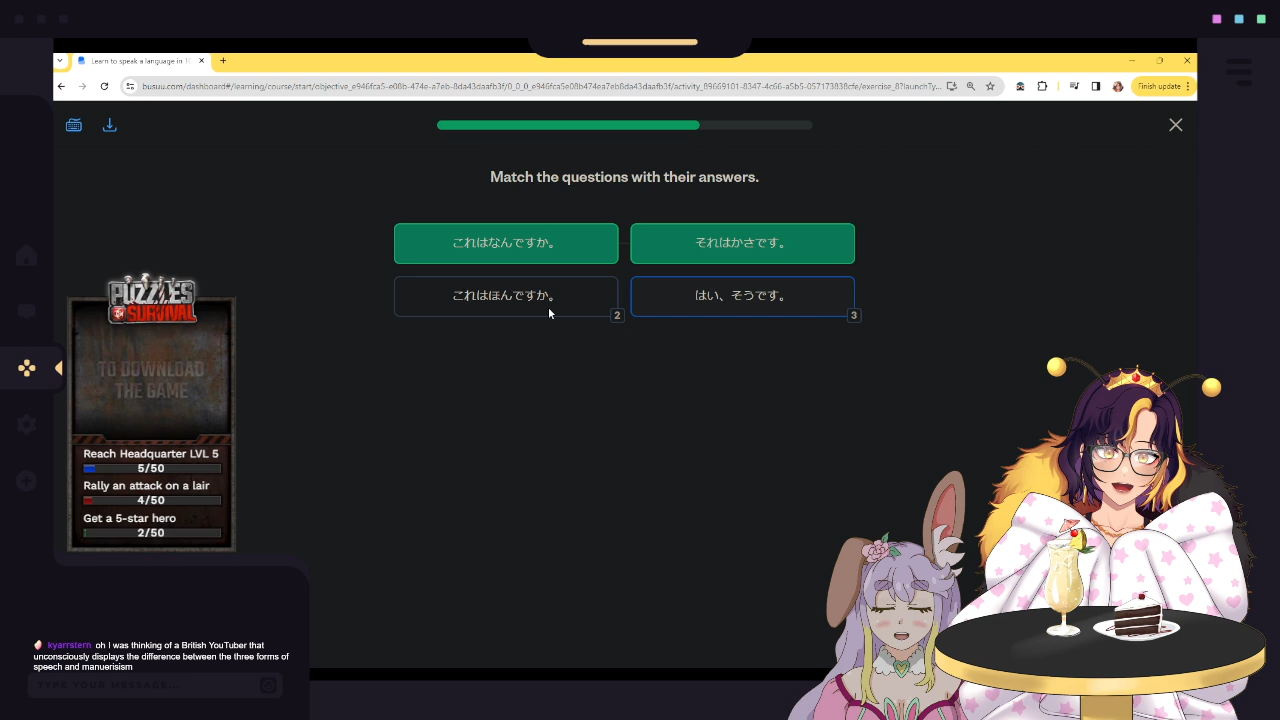 Learn to speak a language in 1
busuu.com/dashboard#/learning/course/start/objective_e946fca5-e08b-474e-a7eb-8da43daafb3f/0_0_0_e946fca5e08b474ea7eb8da43daafb3f/activity_89669101-8347-4c66-a5b5-057173838cfe/exercise_8?launchTy...
Finish update
Match the questions with their answers.
これはなんですか。
それはかさです。
これはほんですか。
2
はい、そうです。
3
PUZZLES
SURVIVAL
TO DOWNLOAD
THE GAME
Reach Headquarter LVL 5
5/50
Rally an attack on a lair
4/50
Get a 5-star hero
2/50
kyarrstern oh I was thinking of a British YouTuber that
unconsciously displays the difference between the three forms of
speech and manuerisism
TYPE YOUR MESSAGE...